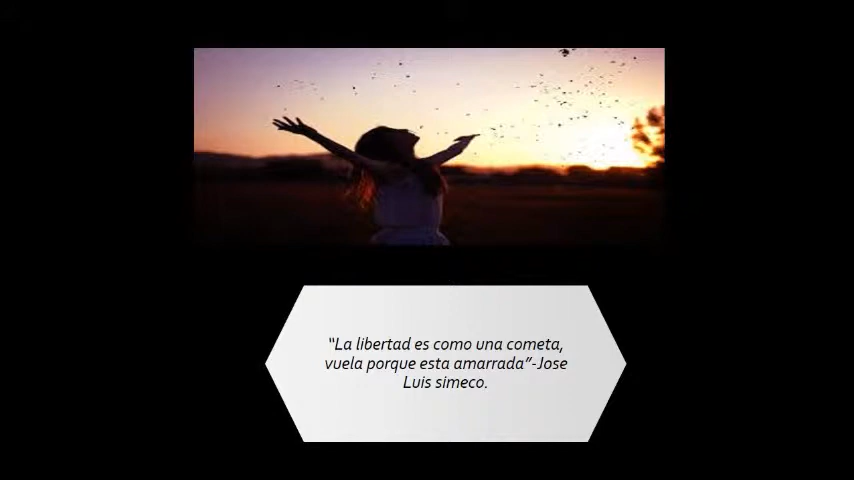 “La libertad es como una cometa,
vuela porque esta amarrada”-Jose
Luis simeco.